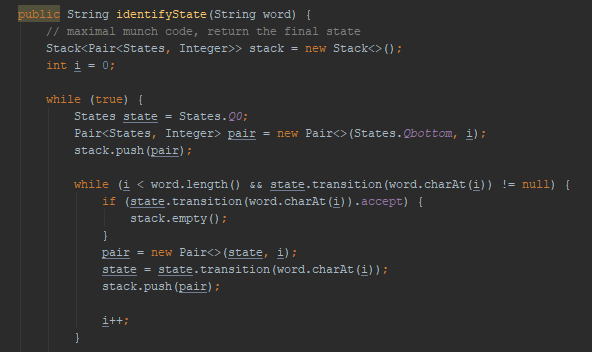 public String identifyState(String word) {
// maximal munch code, return the final state
Stack<Pair<States, Integer>> stack = new Stack<>();
int i = 0;
while (true) {
States state = States.Q0;
Pair<States, Integer> pair = new Pair<>(States.Qbottom, i);
stack.push(pair);
while (i < word.length() && state.transition(word.charAt(i)) != null) {
if (state.transition(word.charAt(i)).accept) {
stack.empty();
}
pair = new Pair<>(state, i);
state = state.transition(word.charAt(i));
stack.push(pair);
i++;
}